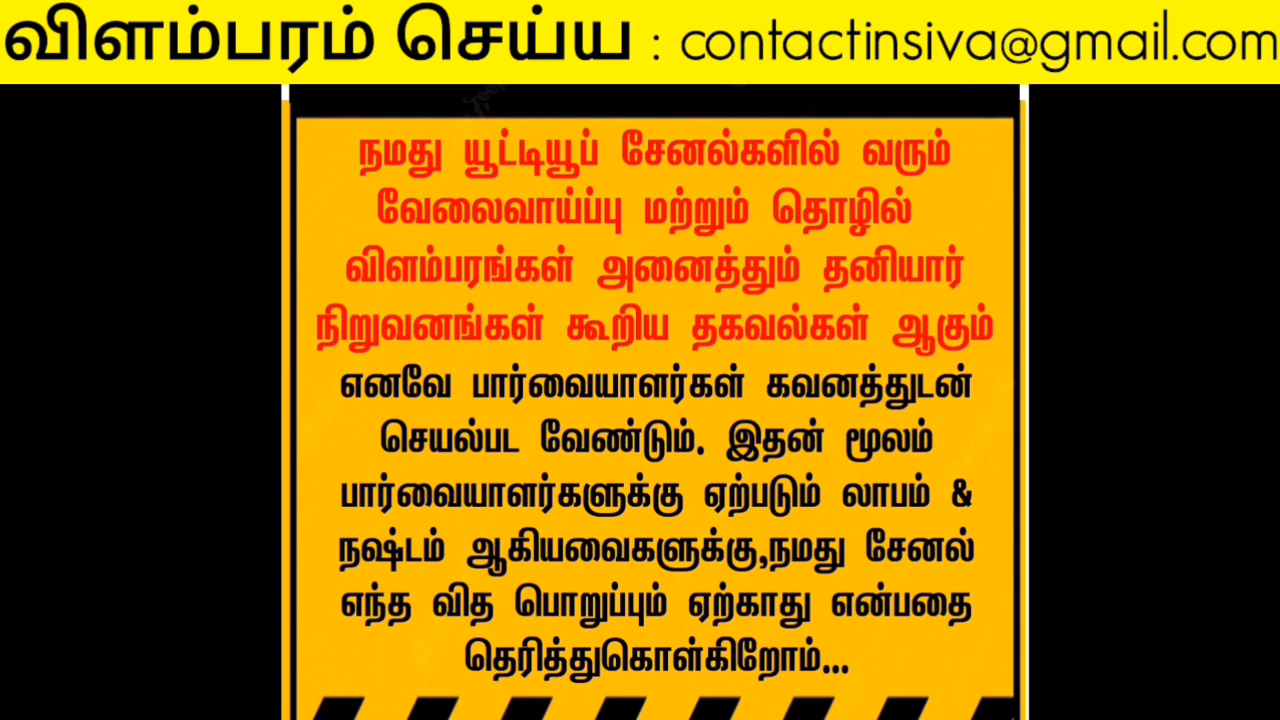 விளம்பரம் செய்ய : contactinsiva@gmail.com
நமது யூட்டியூப் சேனல்களில் வரும்
வேலைவாய்ப்பு மற்றும் தொழில்
விளம்பரங்கள் அனைத்தும் தனியார்
நிறுவனங்கள் கூறிய தகவல்கள் ஆகும்
எனவே பார்வையாளர்கள் கவனத்துடன்
செயல்பட வேண்டும். இதன் மூலம்
பார்வையாளர்களுக்கு ஏற்படும் லாபம் &
நஷ்டம் ஆகியவைகளுக்கு,நமது சேனல்
எந்த வித பொறுப்பும் ஏற்காது என்பதை
தெரித்துகொள்கிறோம்...